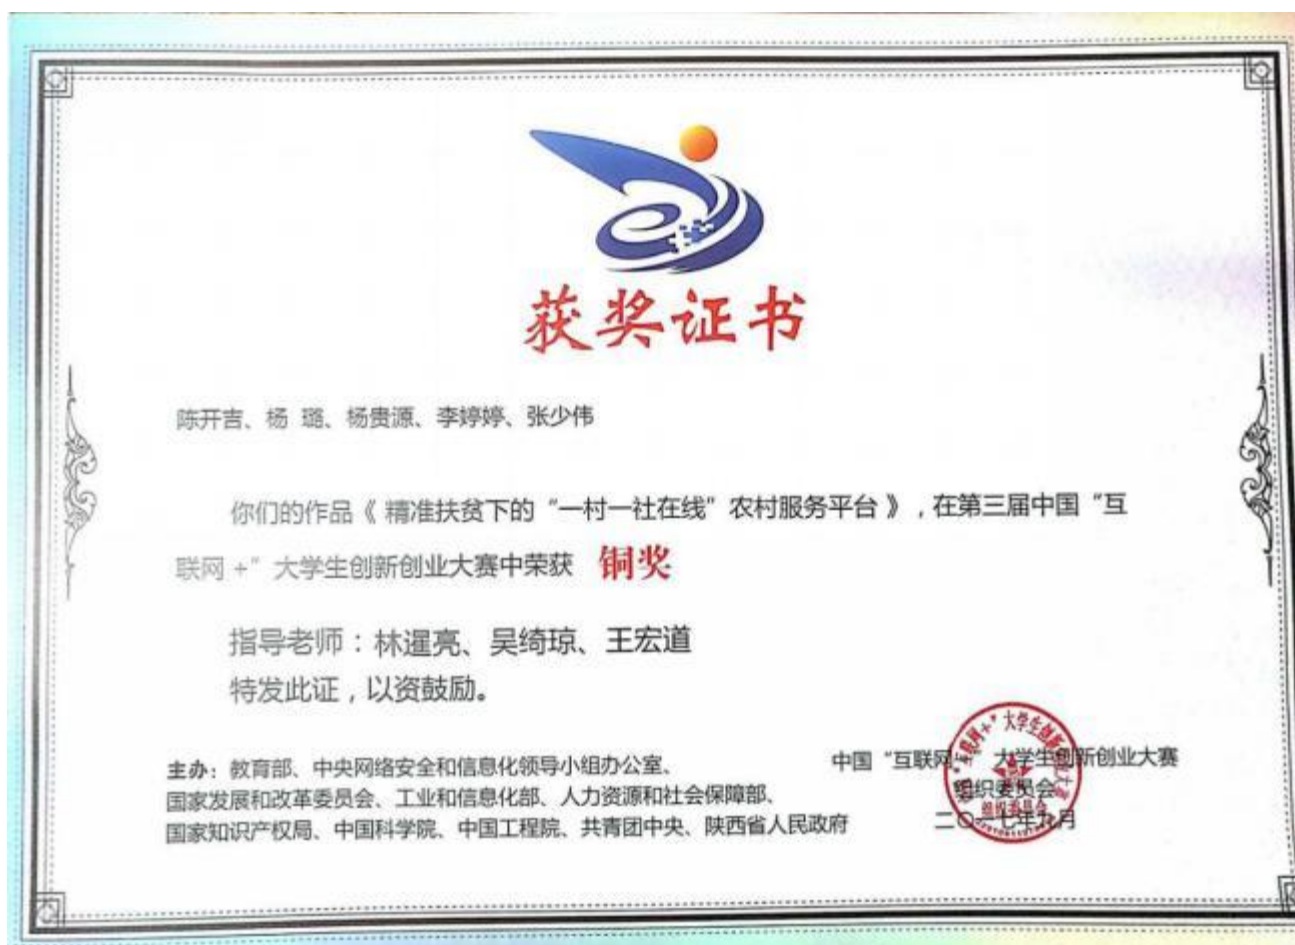 获奖证书
陈开吉、杨 璐、杨贵源、李婷婷、张少伟
你们的作品《 精准扶贫下的“一村一社在线”农村服务平台 》，在第三届中国“互
联网 +”大学生创新创业大赛中荣获 铜奖
指导老师：林暹亮、吴绮琼、王宏道
特发此证，以资鼓励。
主办：教育部、中央网络安全和信息化领导小组办公室、
国家发展和改革委员会、工业和信息化部、人力资源和社会保障部、
国家知识产权局、中国科学院、中国工程院、共青团中央、陕西省人民政府
中国“互联网+”大学生创新创业大赛
组织委员会
二〇一七年九月